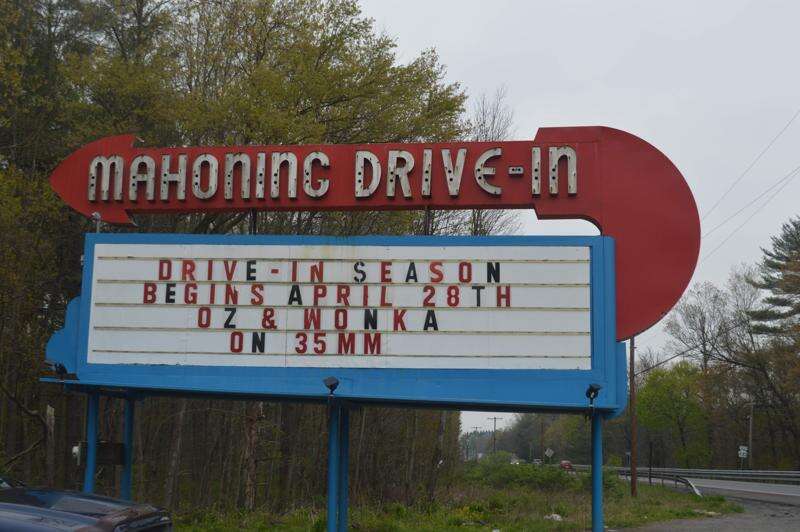 MAHONING DRIVE-IN
DRIVE-IN SEASON
BEGINS APRIL 28TH
OZ & WONKA
ON 35MM